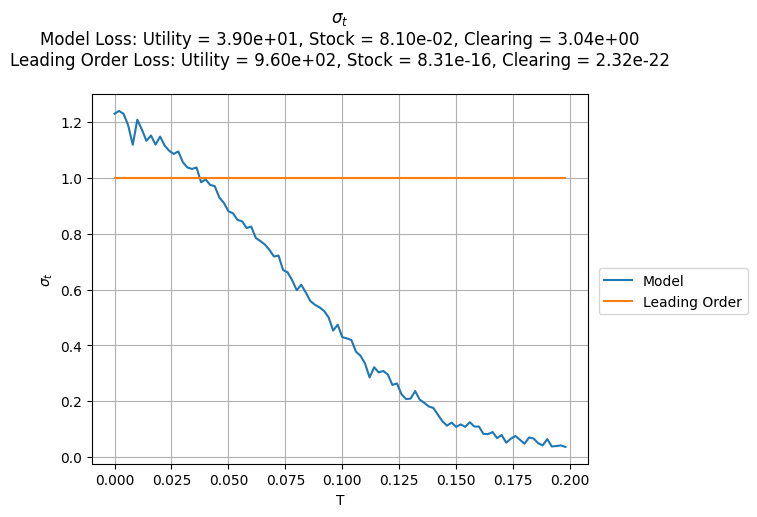 σt
Model Loss: Utility = 3.90e+01, Stock = 8.10e-02, Clearing = 3.04e+00
Leading Order Loss: Utility = 9.60e+02, Stock = 8.31e-16, Clearing = 2.32e-22
1.2
1.0
0.8
0.6
0.4
0.2
0.0
σt
0.000 0.025 0.050 0.075 0.100 0.125 0.150 0.175 0.200
T
Model
Leading Order